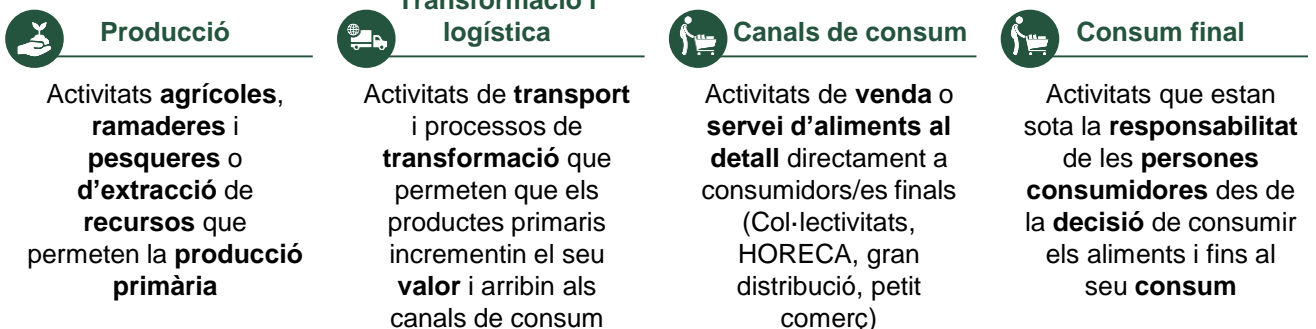 Producció
Activitats agrícoles,
ramaderes i
pesqueres o
d’extracció de
recursos que
permeten la producció
primària
Transformació i
logística
Activitats de transport
i processos de
transformació que
permeten que els
productes primaris
incrementin el seu
valor i arribin als
canals de consum
Canals de consum
Activitats de venda o
servei d’aliments al
detall directament a
consumidors/es finals
(Col·lectivitats,
HORECA, gran
distribució, petit
comerç)
Consum final
Activitats que estan
sota la responsabilitat
de les persones
consumidores des de
la decisió de consumir
els aliments i fins al
seu consum